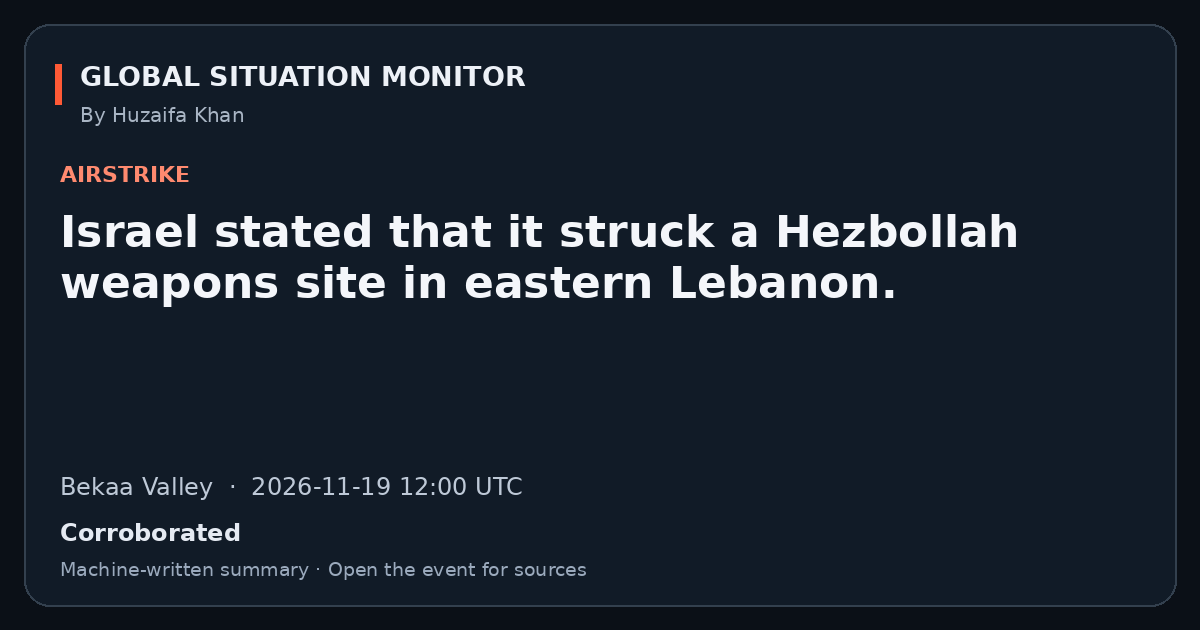 GLOBAL SITUATION MONITOR
By Huzaifa Khan
AIRSTRIKE
Israel stated that it struck a Hezbollah
weapons site in eastern Lebanon.
Bekaa Valley · 2026-11-19 12:00 UTC
Corroborated
Machine-written summary · Open the event for sources